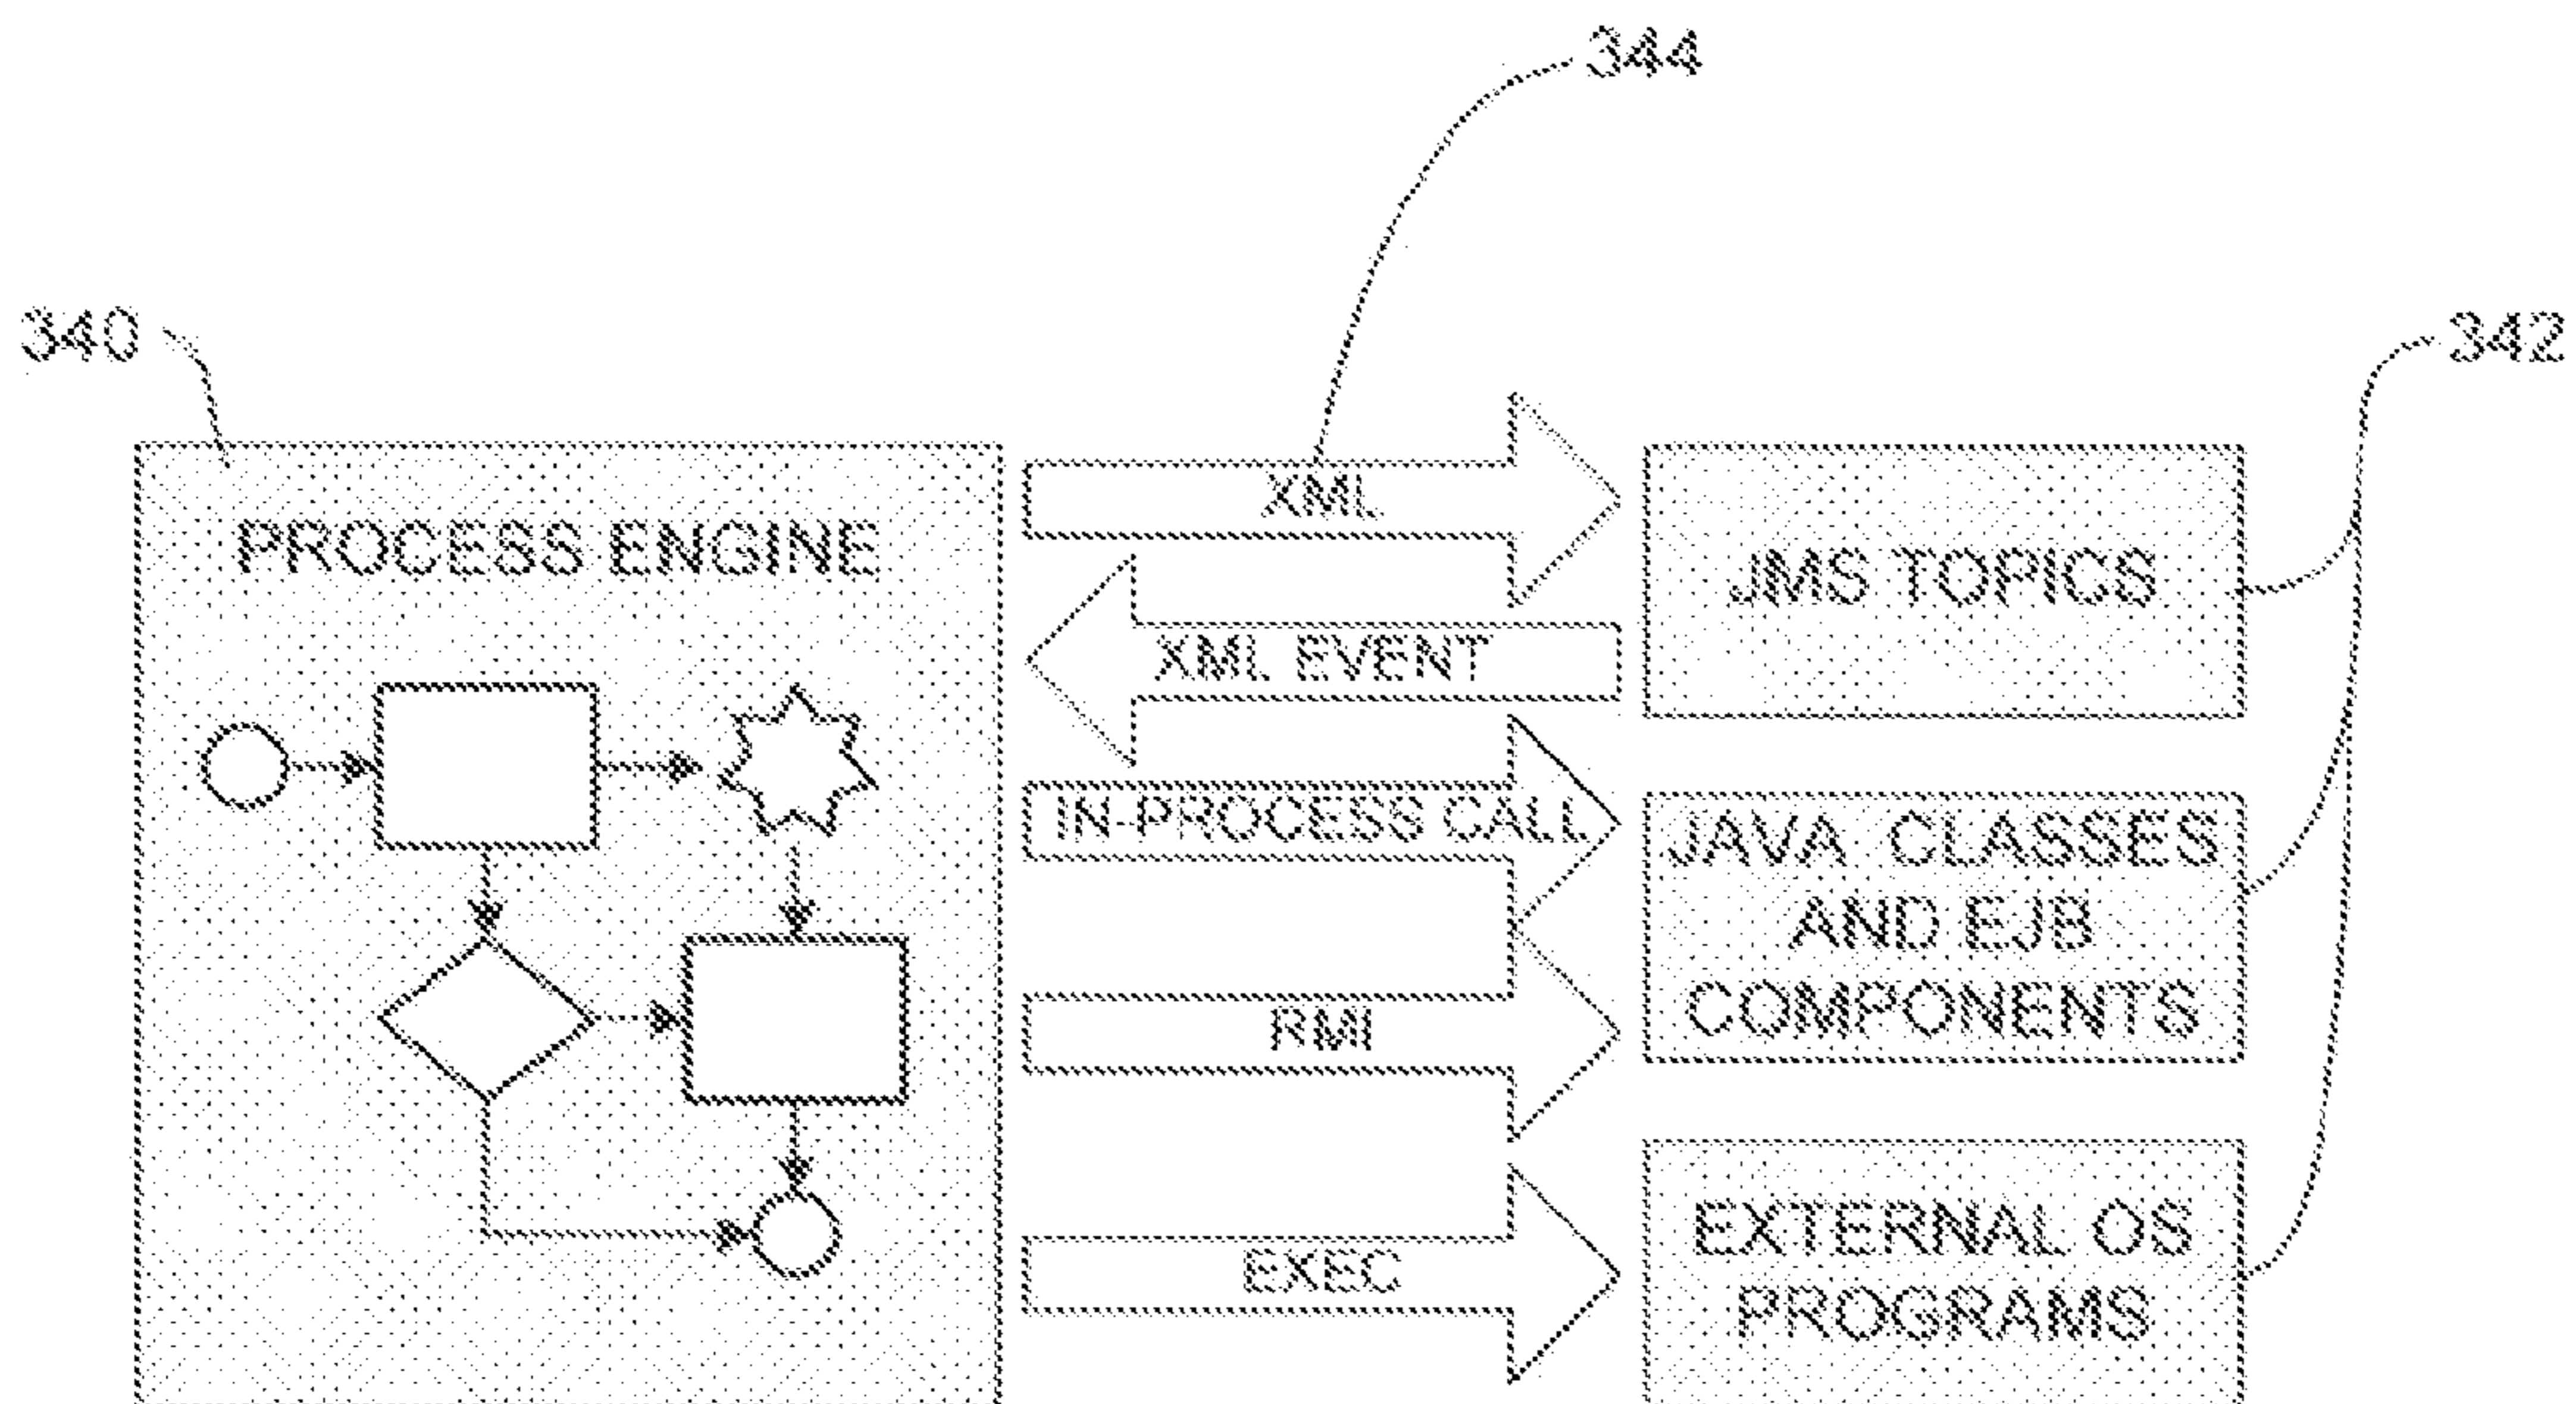 344
340
342
PROCESS ENGINE
XML
XML EVENT
IN-PROCESS CALL
RMI
EXEC
JMS TOPICS
JAVA CLASSES
AND EJB
COMPONENTS
EXTERNAL OS
PROGRAMS